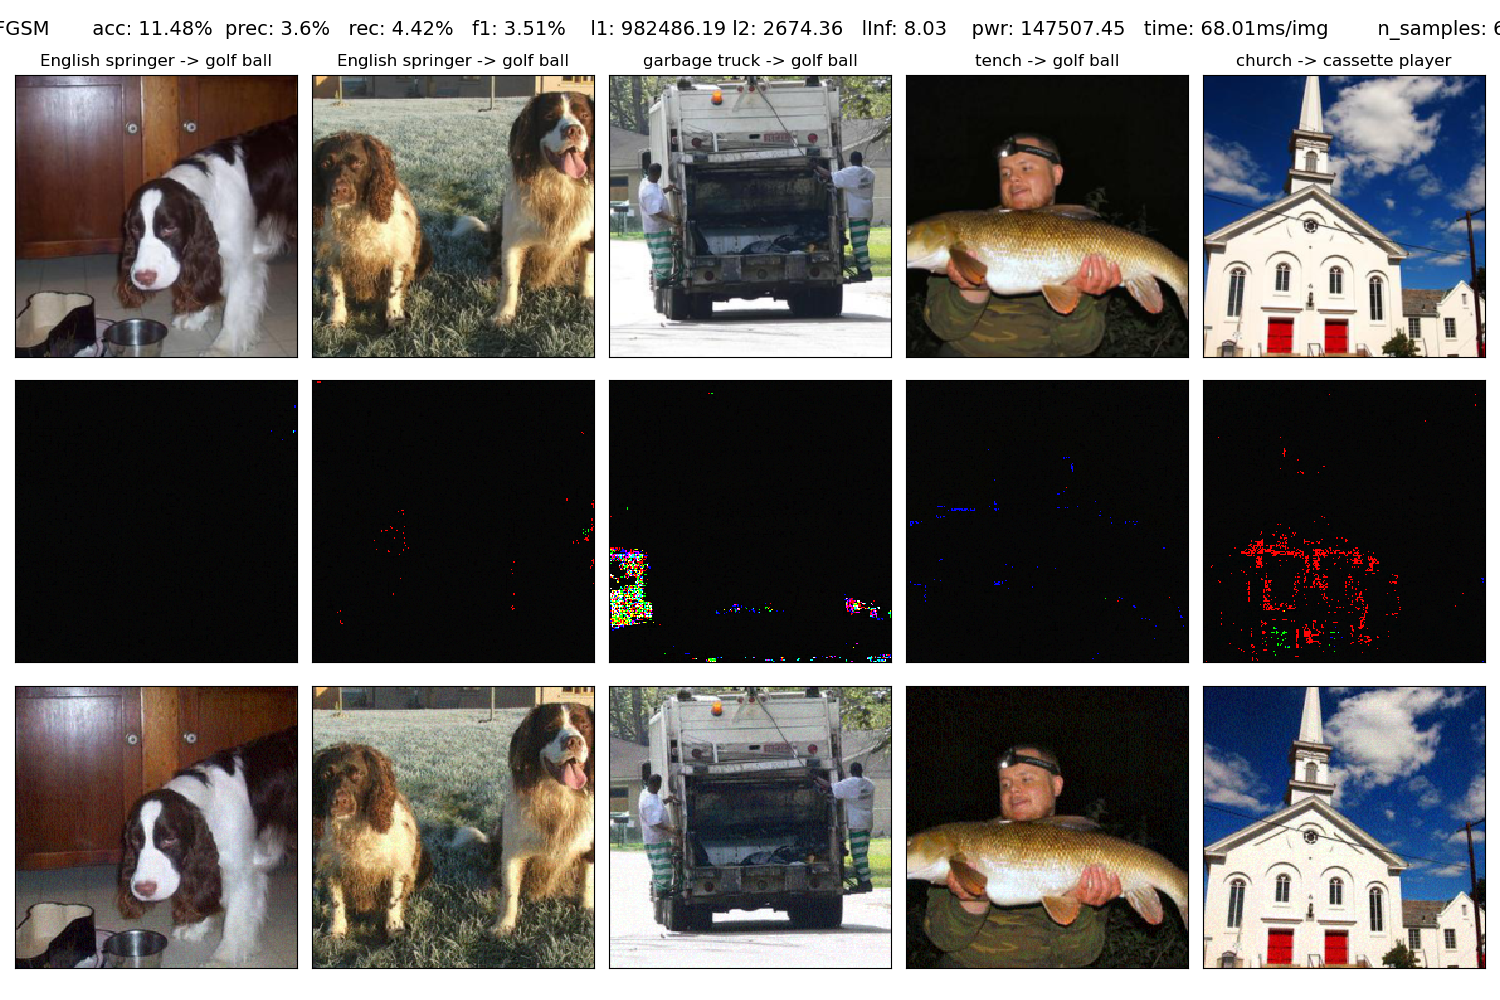 FGSM acc: 11.48% prec: 3.6% rec: 4.42% f1: 3.51% l1: 982486.19 l2: 2674.36 lInf: 8.03 pwr: 147507.45 time: 68.01ms/img n_samples: 6
English springer -> golf ball English springer -> golf ball garbage truck -> golf ball tench -> golf ball church -> cassette player